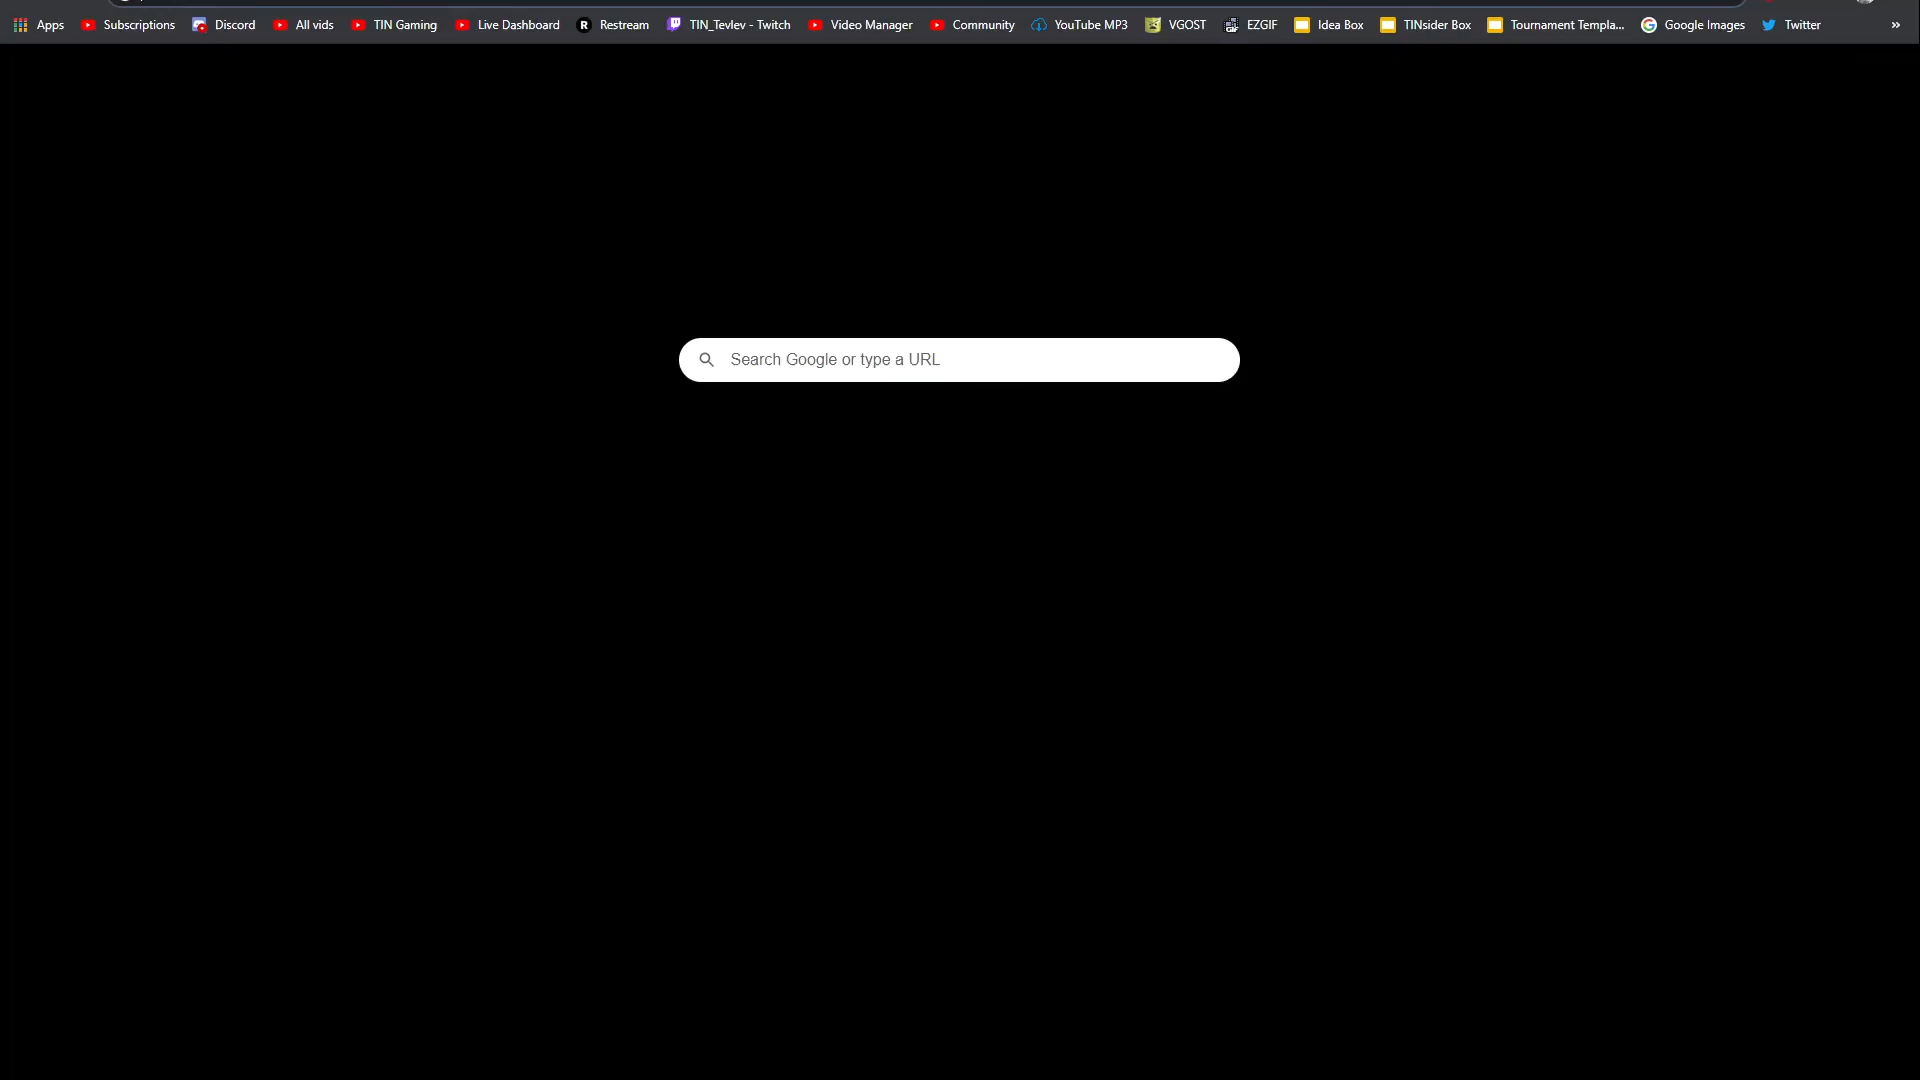 Apps Subscriptions Discord All vids TIN Gaming Live Dashboard Restream TIN_Tevlev - Twitch Video Manager Community YouTube MP3 VGOST EZGIF Idea Box TINsider Box Tournament Templa... Google Images Twitter »
Search Google or type a URL